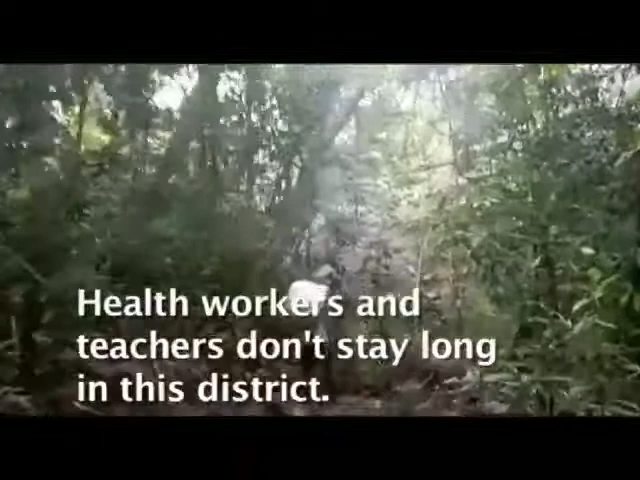 Health workers and
teachers don't stay long
in this district.